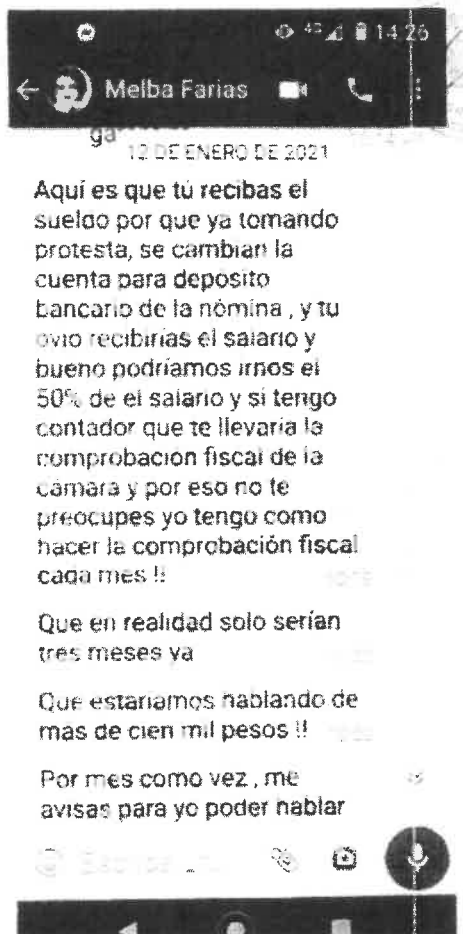 4G 14:26
Melba Farias
ga
12 DE ENERO DE 2021
Aquí es que tú recibas el
sueldo por que ya tomando
protesta, se cambian la
cuenta para deposito
bancario de la nómina , y tu
ovio recibirías el salario y
bueno podríamos irnos el
50% de el salario y si tengo
contador que te llevaría la
comprobación fiscal de la
cámara y por eso no te
preocupes yo tengo como
hacer la comprobación fiscal
cada mes !!
Que en realidad solo serían
tres meses ya
Que estaríamos hablando de
mas de cien mil pesos !!
Por mes como vez , me
avisas para yo poder hablar